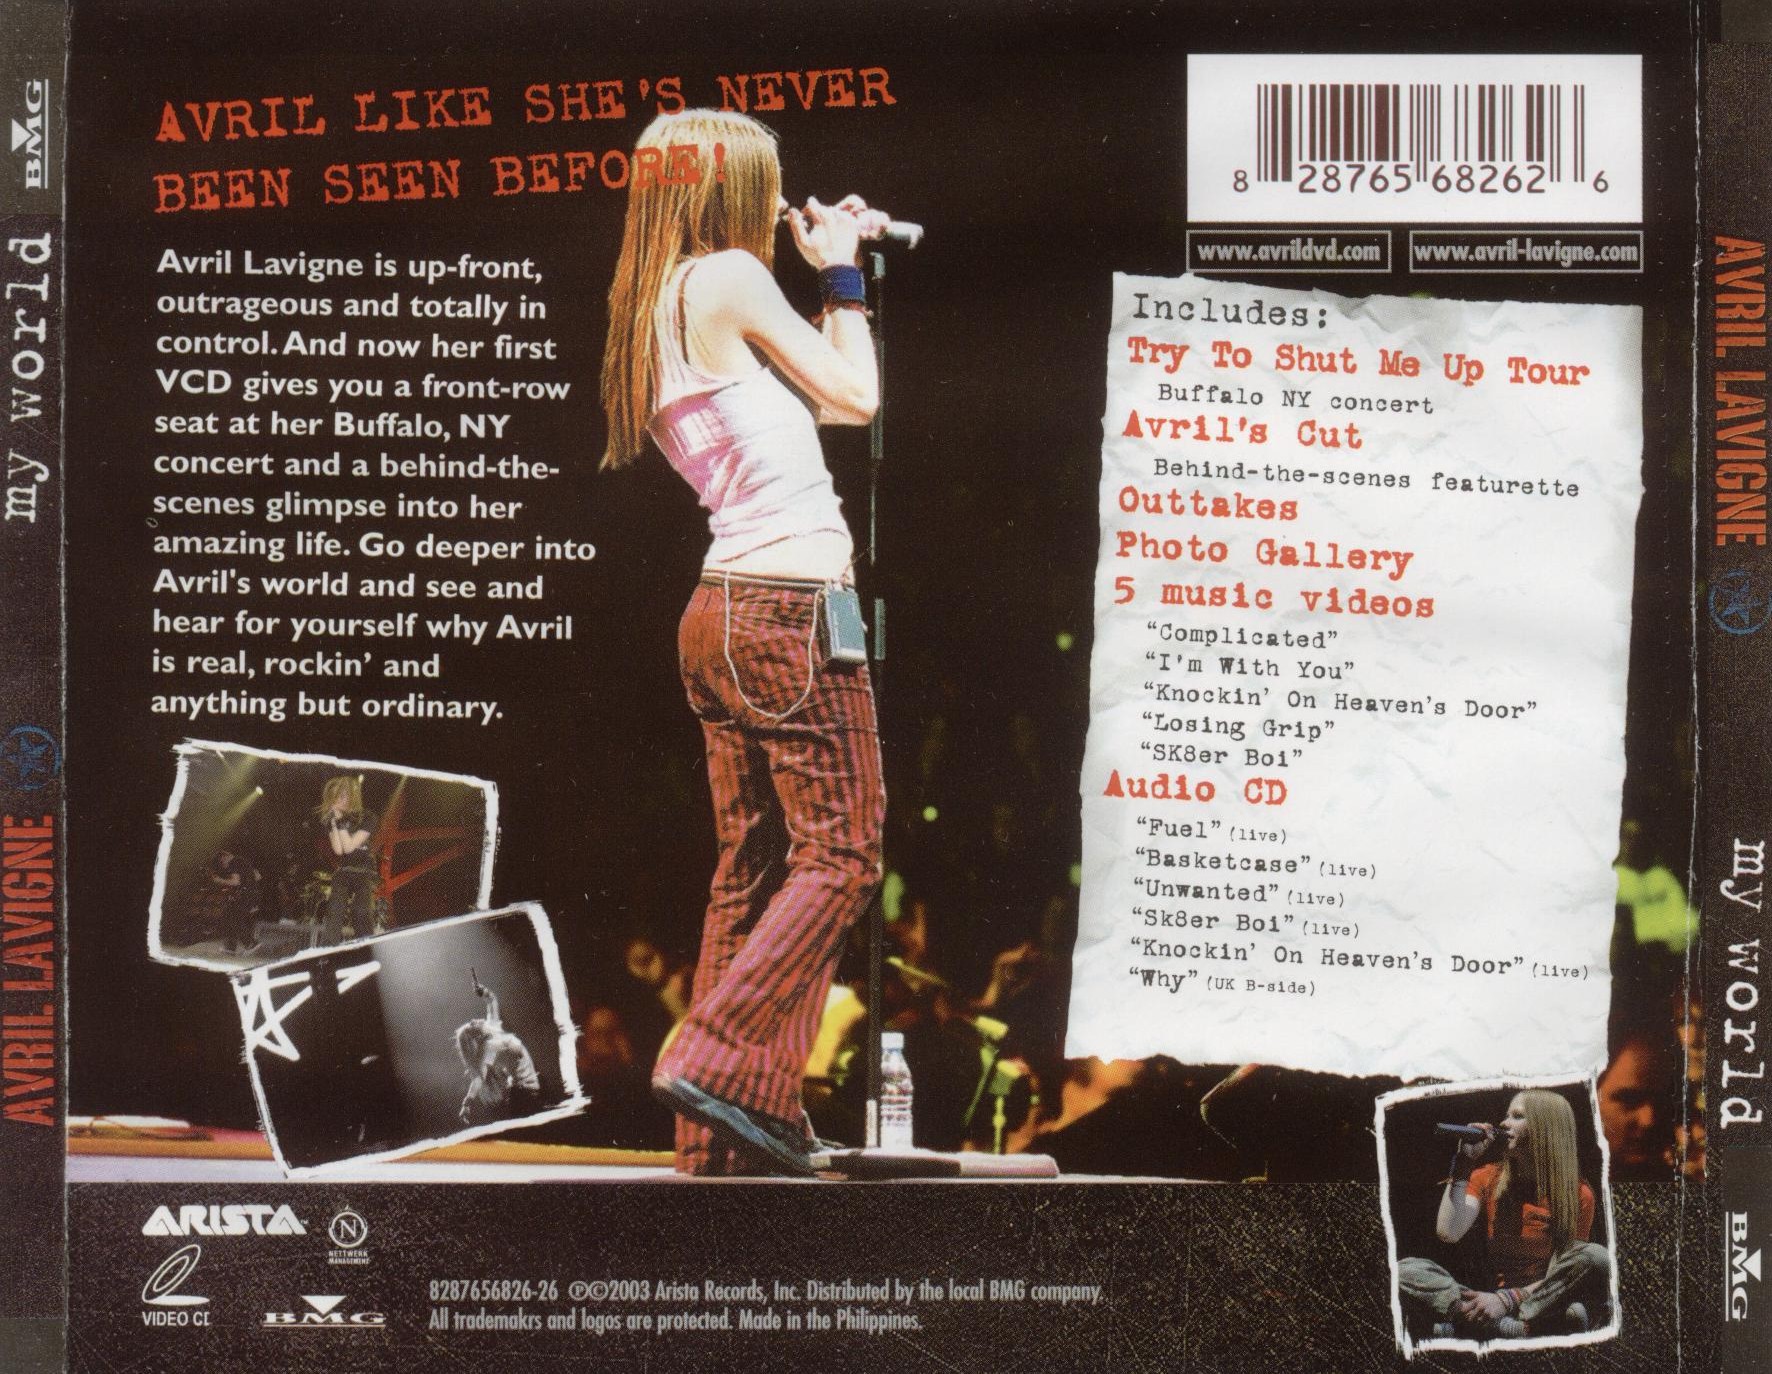 AVRIL LIKE SHE'S NEVER
BEEN SEEN BEFORE!
Avril Lavigne is up-front,
outrageous and totally in
control. And now her first
VCD gives you a front-row
seat at her Buffalo, NY
concert and a behind-the-
scenes glimpse into her
amazing life. Go deeper into
Avril's world and see and
hear for yourself why Avril
is real, rockin' and
anything but ordinary.
8 28765 68262 6
www.avrildvd.com
www.avril-lavigne.com
Includes:
Try To Shut Me Up Tour
Buffalo NY concert
Avril's Cut
Behind-the-scenes featurette
Outtakes
Photo Gallery
5 music videos
“Complicated”
“I'm With You”
“Knockin' On Heaven's Door”
“Losing Grip”
“SK8er Boi”
Audio CD
“Fuel” (live)
“Basketcase” (live)
“Unwanted” (live)
“Sk8er Boi” (live)
“Knockin' On Heaven's Door” (live)
“Why” (UK B-side)
ARISTA™
N
NETTWERK
MANAGEMENT
VIDEO CD
BMG
8287656826-26 ℗©2003 Arista Records, Inc. Distributed by the local BMG company.
All trademakrs and logos are protected. Made in the Philippines.
AVRIL LAVIGNE my world BMG
AVRIL LAVIGNE my world BMG